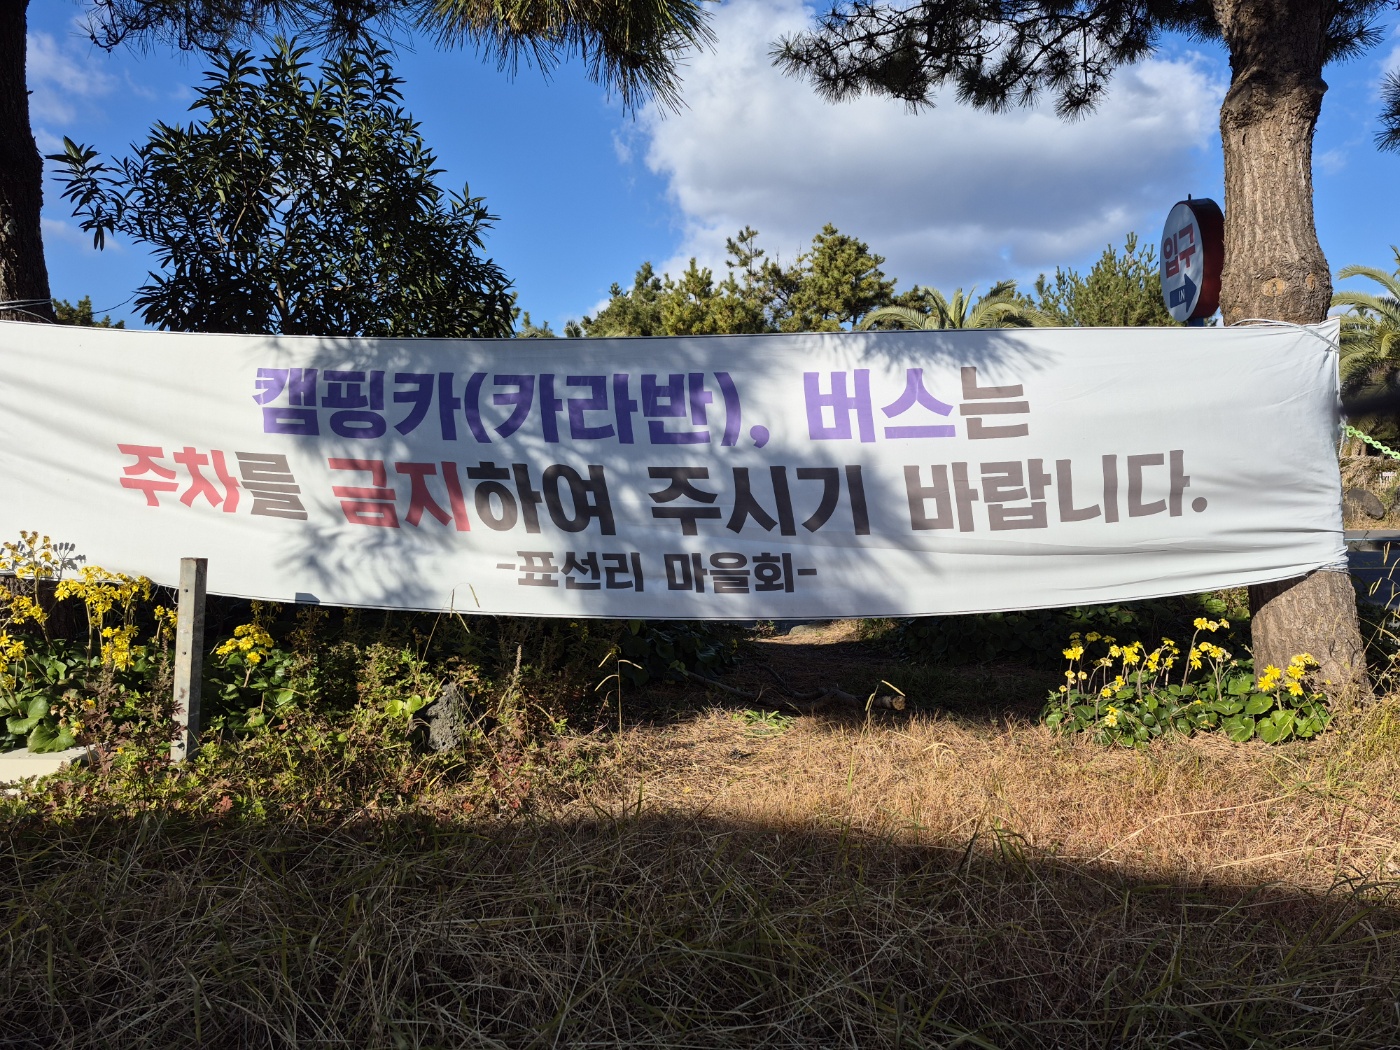 입구
IN
캠핑카(카라반), 버스는
주차를 금지하여 주시기 바랍니다.
-표선리 마을회-